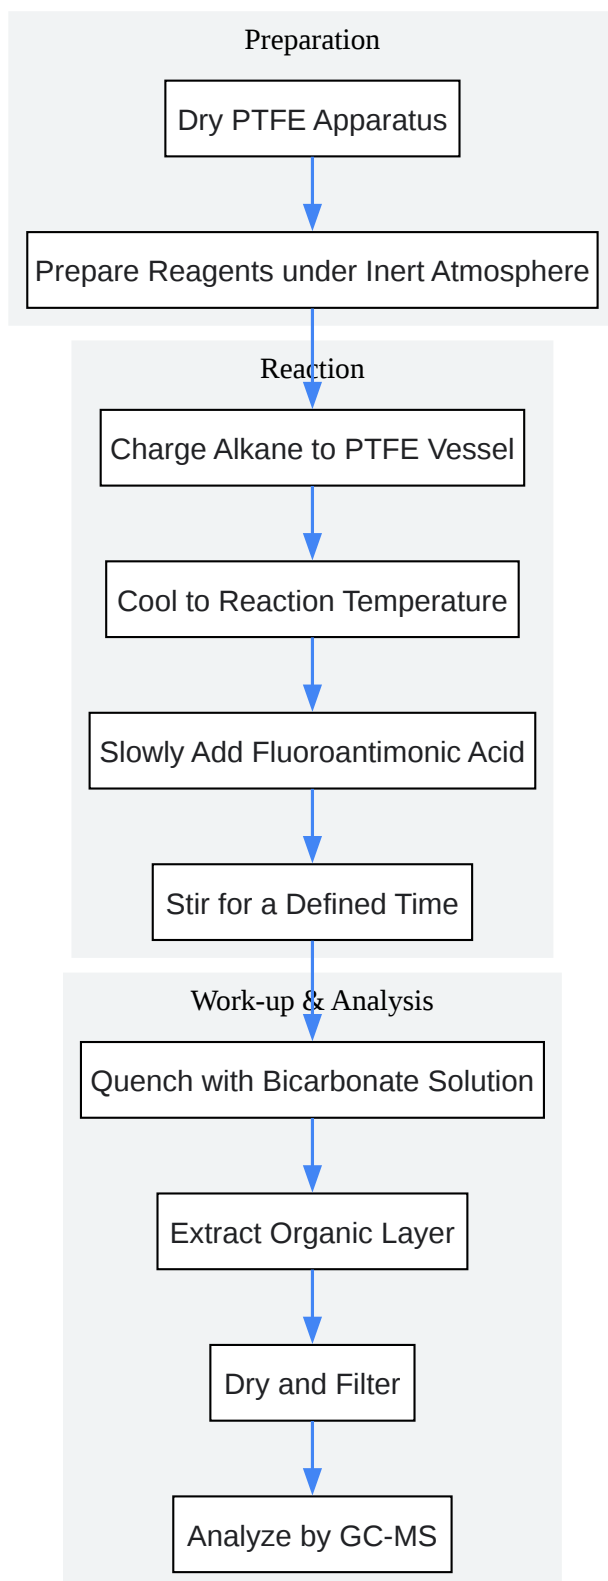 Preparation
Dry PTFE Apparatus
Prepare Reagents under Inert Atmosphere
Reaction
Charge Alkane to PTFE Vessel
Cool to Reaction Temperature
Slowly Add Fluoroantimonic Acid
Stir for a Defined Time
Work-up & Analysis
Quench with Bicarbonate Solution
Extract Organic Layer
Dry and Filter
Analyze by GC-MS